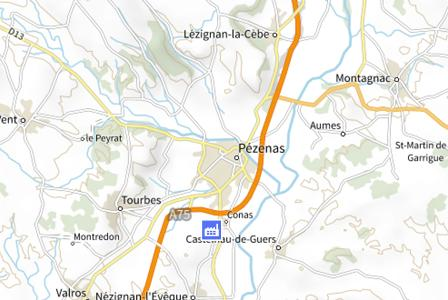 D13
Lézignan-la-Cèbe
Montagnac
Vent
le Peyrat
Aumes
Pézenas
St-Martin de
Garrigue
Tourbes
A75
Conas
Castelnau-de-Guers
Montredon
Valros
Nézignan-l'Évêque